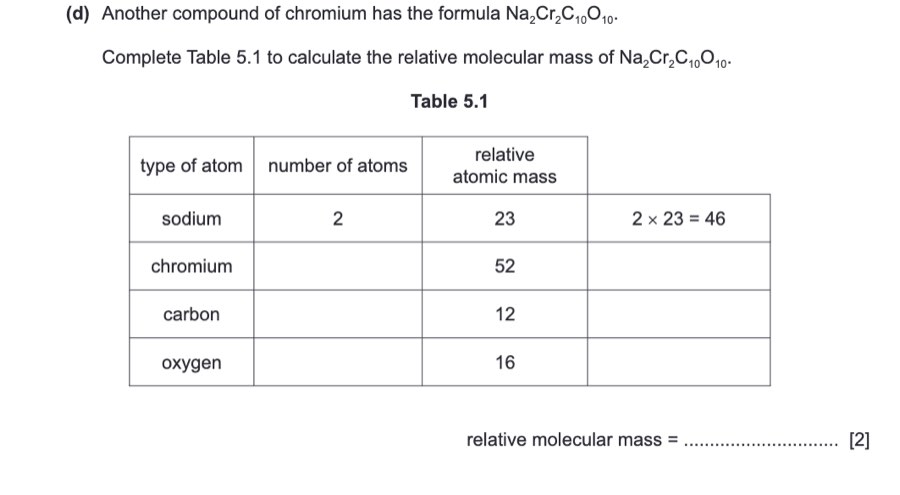 (d) Another compound of chromium has the formula Na₂Cr₂C₁₀O₁₀.
Complete Table 5.1 to calculate the relative molecular mass of Na₂Cr₂C₁₀O₁₀.
Table 5.1
type of atom number of atoms relative atomic mass
sodium 2 23 2 × 23 = 46
chromium 52
carbon 12
oxygen 16
relative molecular mass = .............................. [2]